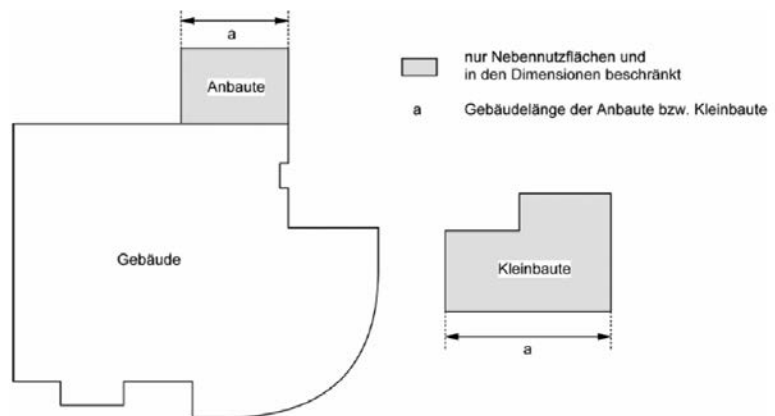 a
Anbaute
nur Nebennutzflächen und
in den Dimensionen beschränkt
a Gebäudelänge der Anbaute bzw. Kleinbaute
Gebäude
Kleinbaute
a